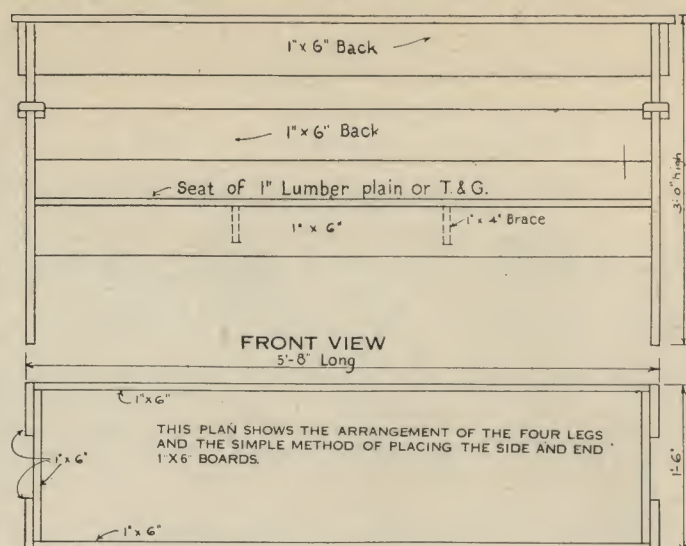 1"x 6" Back
1"x 6" Back
Seat of 1" Lumber plain or T. & G.
1" x 6"
1" x 4" Brace
3'-0" high
FRONT VIEW
5'-8" Long
1"x 6"
THIS PLAN SHOWS THE ARRANGEMENT OF THE FOUR LEGS
AND THE SIMPLE METHOD OF PLACING THE SIDE AND END
1"X6" BOARDS.
1"x 6"
1'-6"
1"x 6"